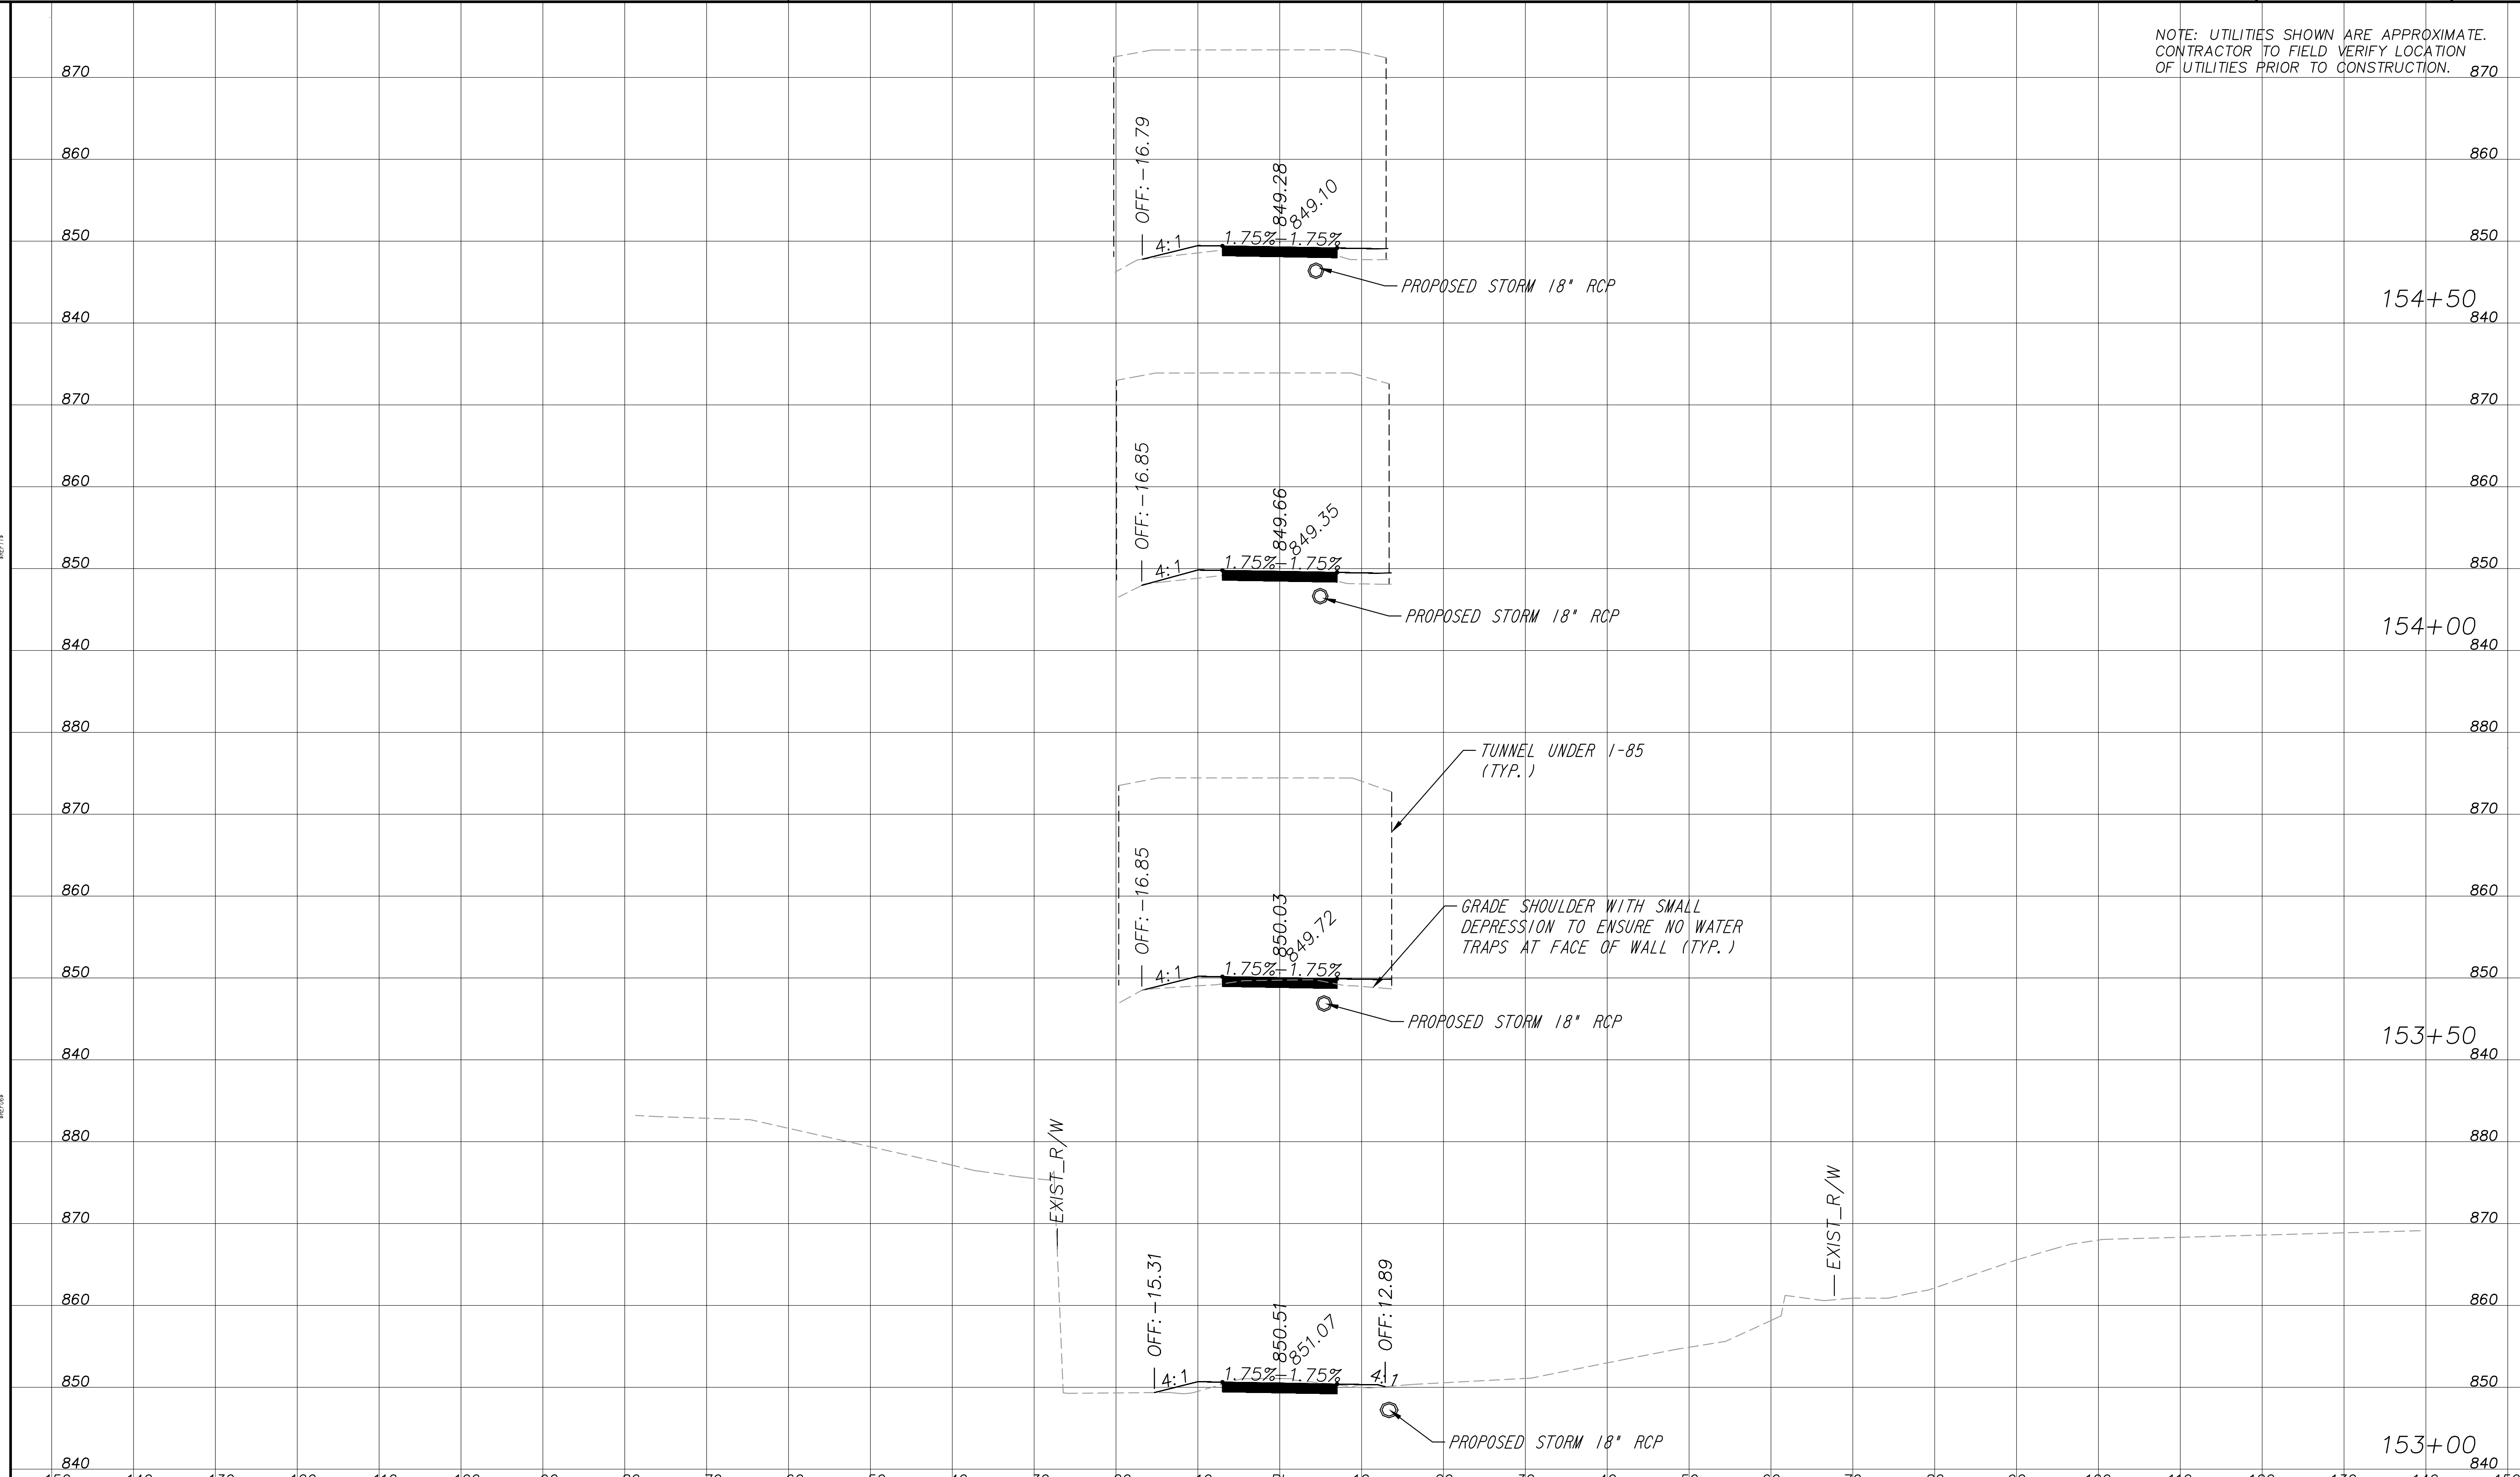 NOTE: UTILITIES SHOWN ARE APPROXIMATE.
CONTRACTOR TO FIELD VERIFY LOCATION
OF UTILITIES PRIOR TO CONSTRUCTION.
870 870
860 860
OFF:-16.79
849.28
849.10
850 850
4:1 1.75% -1.75%
PROPOSED STORM 18" RCP
154+50
840 840
870 870
860 860
OFF:-16.85
849.66
849.35
850 850
4:1 1.75% -1.75%
PROPOSED STORM 18" RCP
154+00
840 840
880 880
TUNNEL UNDER I-85
(TYP.)
870 870
860 860
OFF:-16.85
850.03
849.72
GRADE SHOULDER WITH SMALL
DEPRESSION TO ENSURE NO WATER
TRAPS AT FACE OF WALL (TYP.)
850 850
4:1 1.75% -1.75%
PROPOSED STORM 18" RCP
153+50
840 840
880 880
EXIST_R/W
EXIST_R/W
870 870
860 860
OFF:-15.31
850.51
851.07
OFF:12.89
850 850
4:1 1.75% -1.75% 4:1
PROPOSED STORM 18" RCP
153+00
840 840